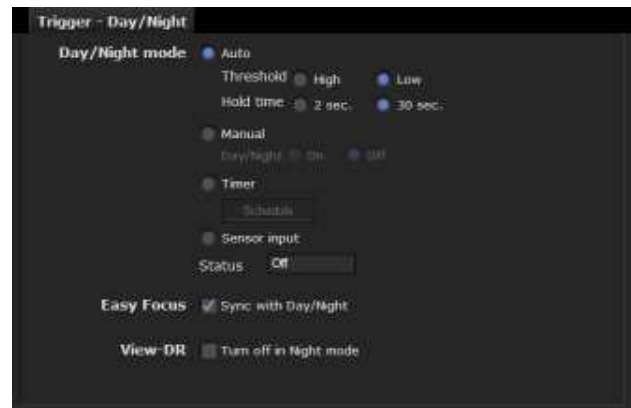 Trigger - Day/Night
Day/Night mode Auto
Threshold High Low
Hold time 2 sec. 30 sec.
Manual
Day/Night On Off
Timer
Schedule
Sensor input
Status Off
Easy Focus Sync with Day/Night
View-DR Turn off in Night mode